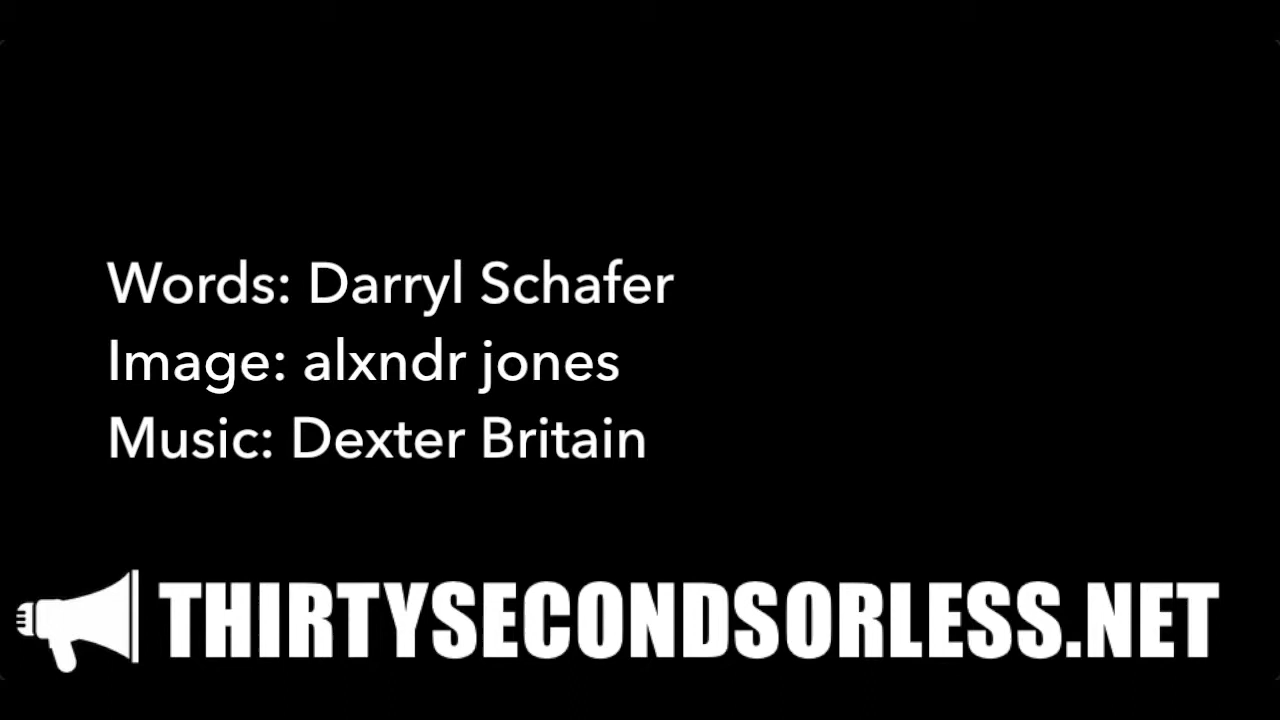 Words: Darryl Schafer
Image: alxndr jones
Music: Dexter Britain
THIRTYSECONDSORLESS.NET